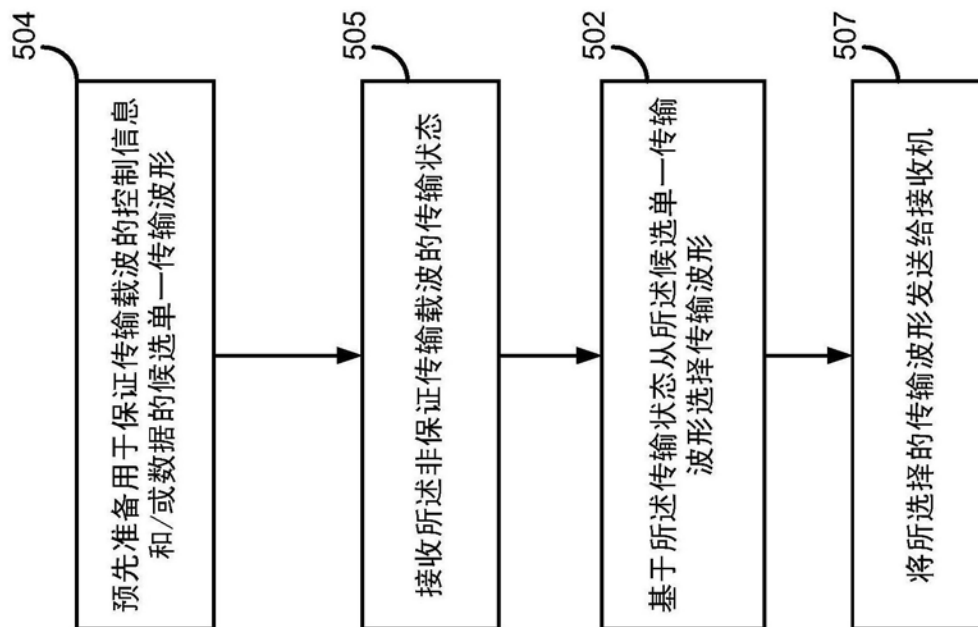 504
预先准备用于保证传输载波的控制信息
和/或数据的候选单一传输波形
505
接收所述非保证传输载波的传输状态
502
基于所述传输状态从所述候选单一传输
波形选择传输波形
507
将所选择的传输波形发送给接收机